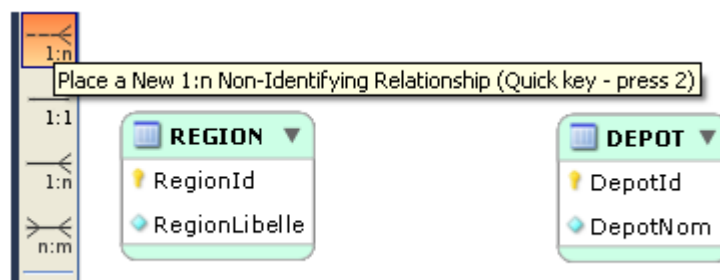 1:n
Place a New 1:n Non-Identifying Relationship (Quick key - press 2)
1:1
REGION
DEPOT
1:n
RegionId
DepotId
RegionLibelle
DepotNom
n:m